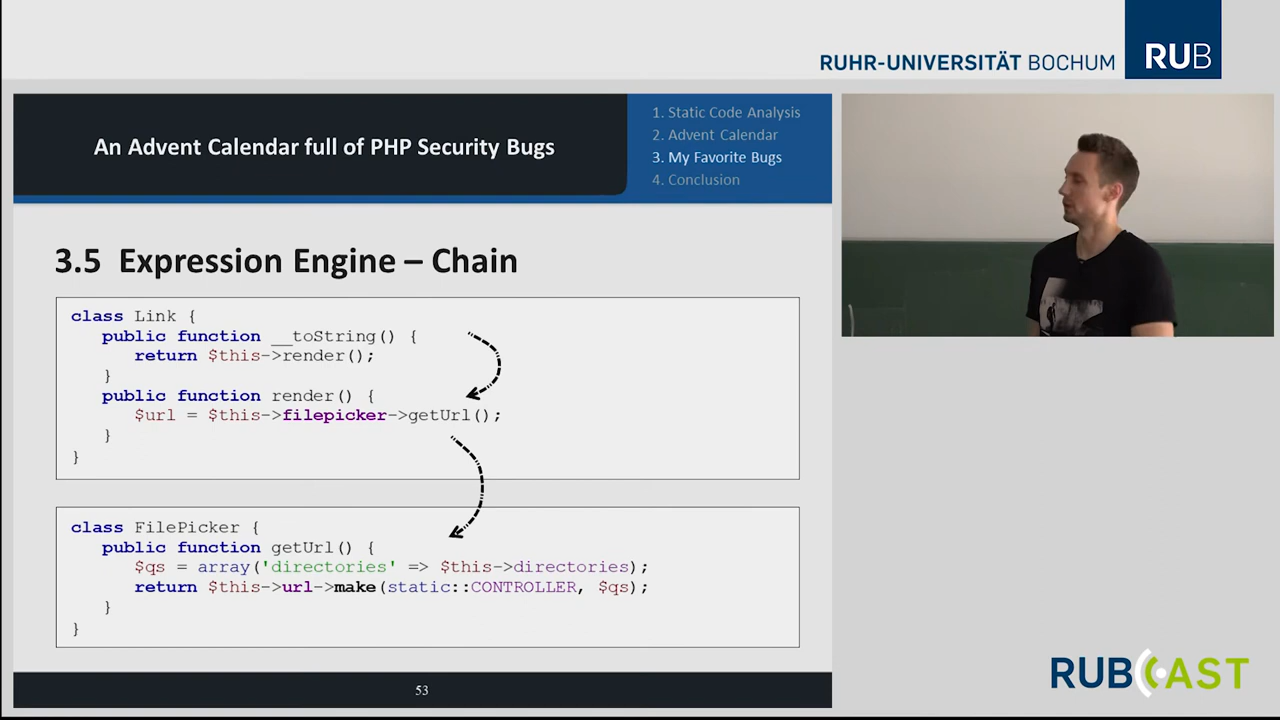 RUHR-UNIVERSITÄT BOCHUM RUB
An Advent Calendar full of PHP Security Bugs
1. Static Code Analysis
2. Advent Calendar
3. My Favorite Bugs
4. Conclusion
3.5 Expression Engine – Chain
class Link {
public function __toString() {
return $this->render();
}
public function render() {
$url = $this->filepicker->getUrl();
}
}
class FilePicker {
public function getUrl() {
$qs = array('directories' => $this->directories);
return $this->url->make(static::CONTROLLER, $qs);
}
}
53
RUBCAST